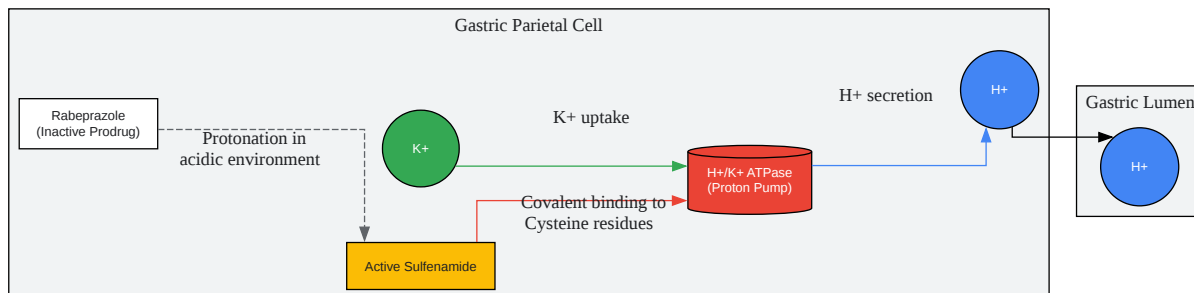 Gastric Parietal Cell
Rabeprazole
(Inactive Prodrug)
Protonation in
acidic environment
K+
K+ uptake
H+/K+ ATPase
(Proton Pump)
Covalent binding to
Cysteine residues
Active Sulfenamide
H+ secretion
H+
Gastric Lumen
H+